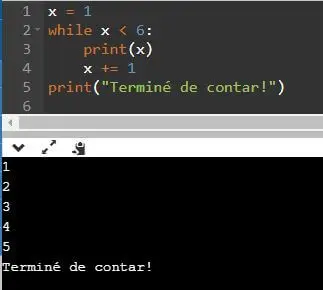 1 x = 1
2 while x < 6:
3     print(x)
4     x += 1
5 print("Terminé de contar!")
6
1
2
3
4
5
Terminé de contar!